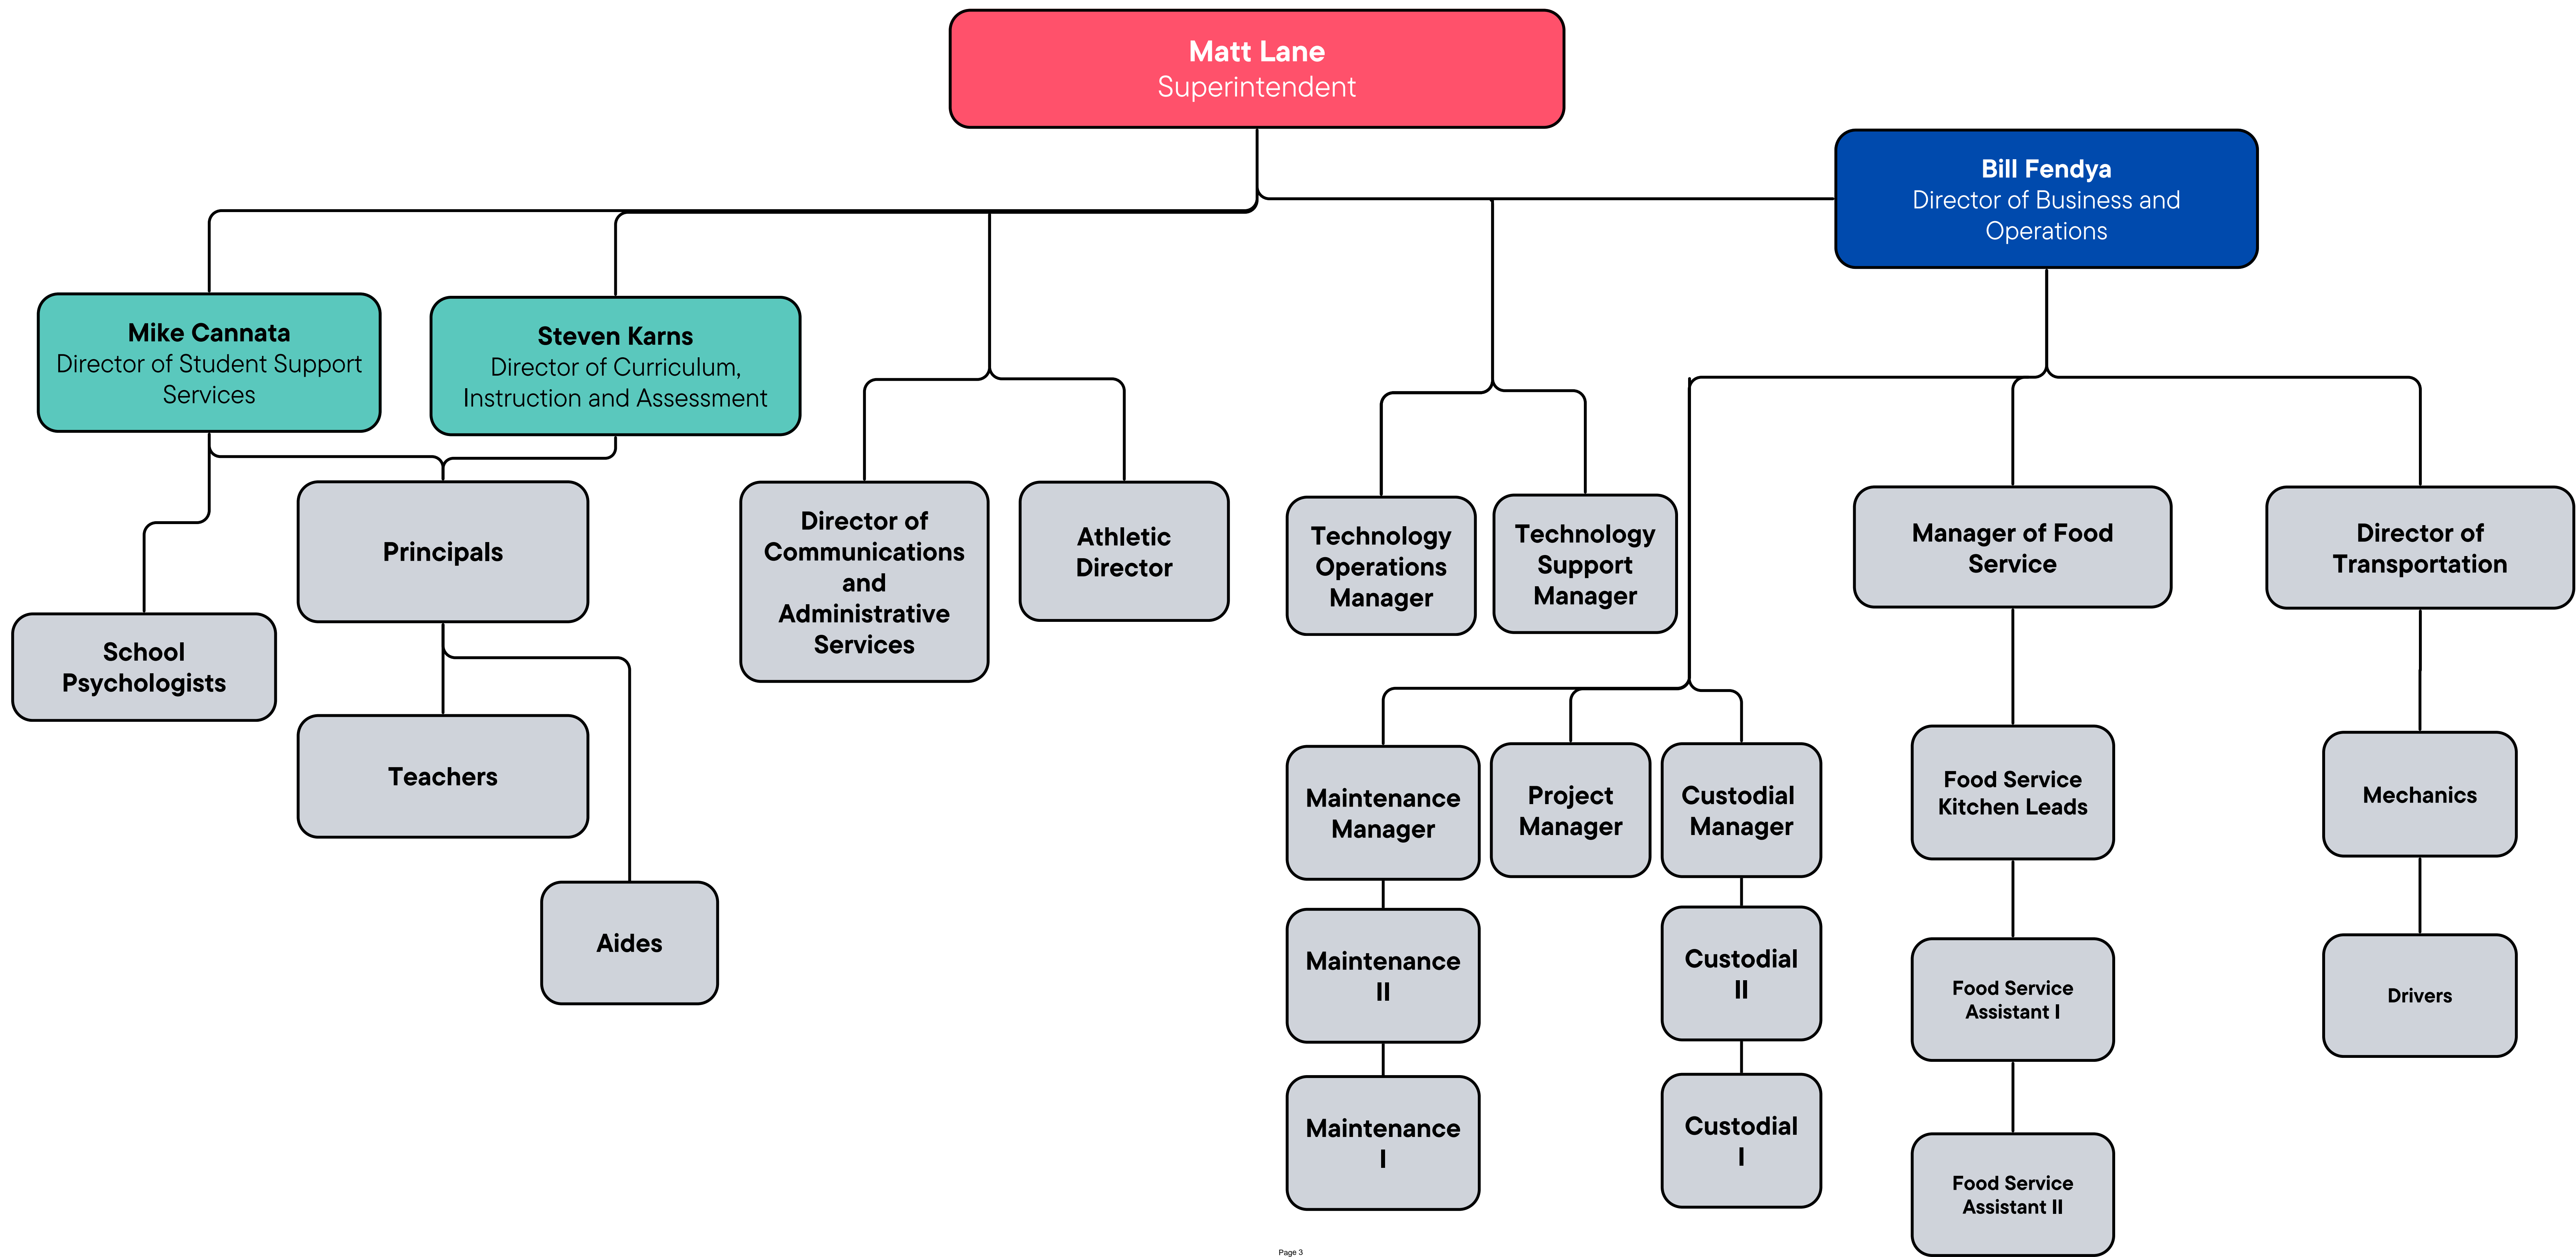 Matt Lane
Superintendent
Bill Fendya
Director of Business and
Operations
Mike Cannata
Director of Student Support
Services
Steven Karns
Director of Curriculum,
Instruction and Assessment
Principals
School
Psychologists
Teachers
Aides
Director of
Communications
and
Administrative
Services
Athletic
Director
Technology
Operations
Manager
Technology
Support
Manager
Manager of Food
Service
Director of
Transportation
Maintenance
Manager
Project
Manager
Custodial
Manager
Food Service
Kitchen Leads
Mechanics
Maintenance
II
Custodial
II
Food Service
Assistant I
Drivers
Maintenance
I
Custodial
I
Food Service
Assistant II
Page 3